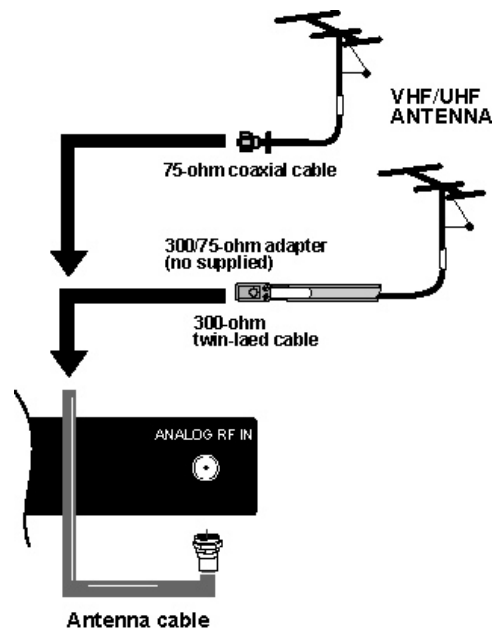 VHF/UHF
ANTENNA
75-ohm coaxial cable
300/75-ohm adapter
(no supplied)
300-ohm
twin-laed cable
ANALOG RF IN
Antenna cable